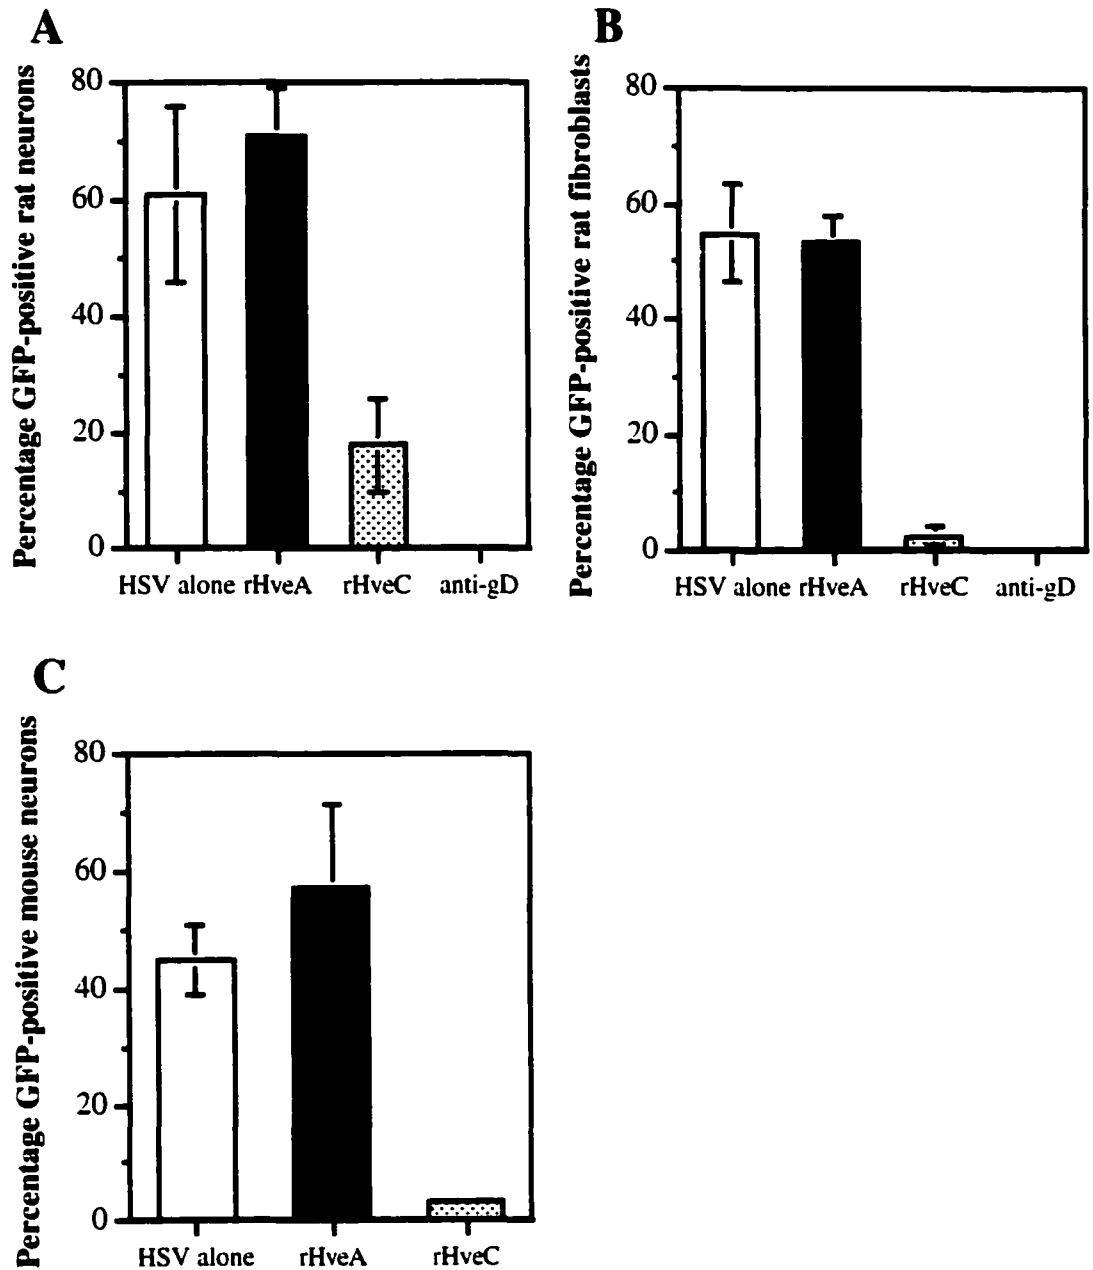 A
Percentage GFP-positive rat neurons
80
60
40
20
0
HSV alone rHveA rHveC anti-gD
B
Percentage GFP-positive rat fibroblasts
80
60
40
20
0
HSV alone rHveA rHveC anti-gD
C
Percentage GFP-positive mouse neurons
80
60
40
20
0
HSV alone rHveA rHveC